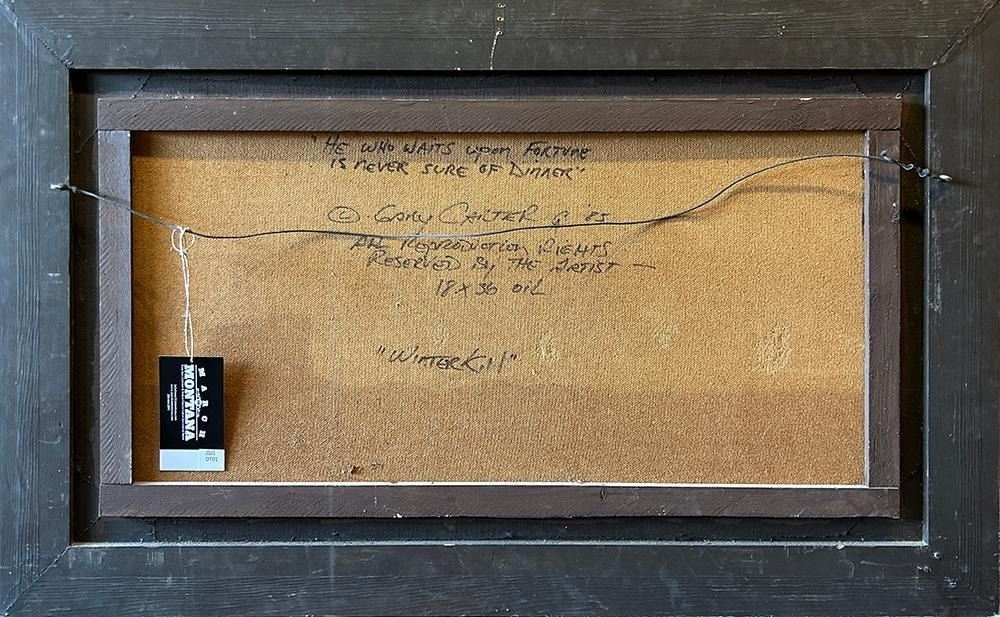 "HE WHO WAITS UPON FORTUNE
IS NEVER SURE OF DINNER"
© GARY CARTER
ALL REPRODUCTION RIGHTS
RESERVED BY THE ARTIST —
18 X 36 OIL
"WINTERKILL"
MARCH
MONTANA